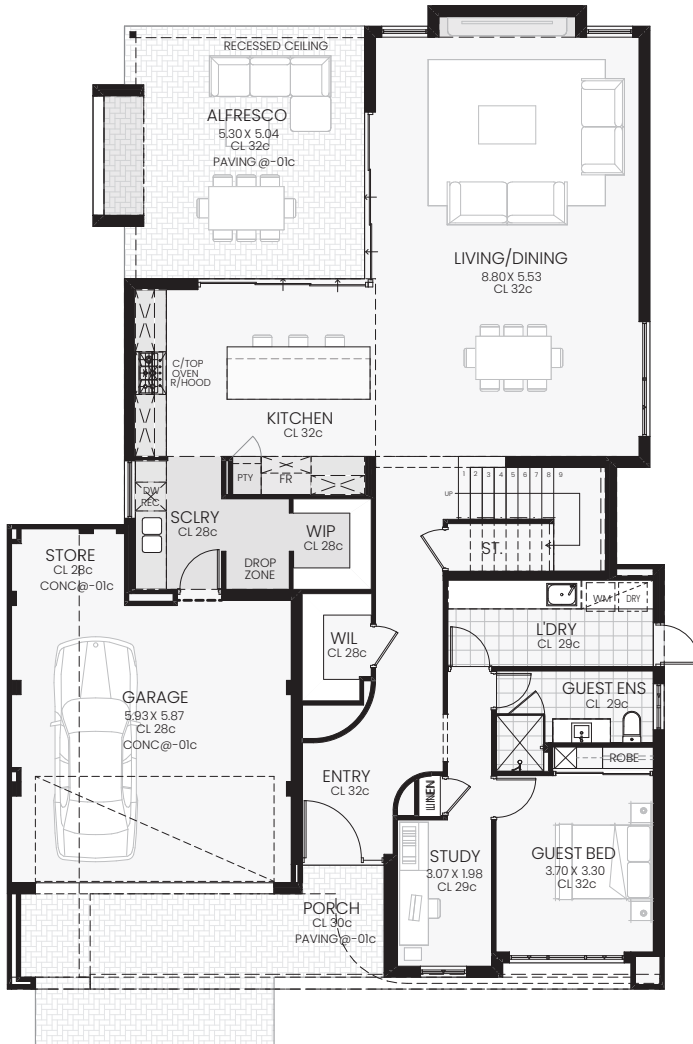 RECESSED CEILING
ALFRESCO
5.30 X 5.04
CL 32c
PAVING @-01c
LIVING/DINING
8.80 X 5.53
CL 32c
C/TOP
OVEN
R/HOOD
KITCHEN
CL 32c
PTY
FR
DW
REC
SCLRY
CL 28c
WIP
CL 28c
DROP
ZONE
1 2 3 4 5 6 7 8 9
UP
ST.
STORE
CL 28c
CONC@-01c
WM
DRY
L'DRY
CL 29c
WIL
CL 28c
GARAGE
5.93 X 5.87
CL 28c
CONC@-01c
GUEST ENS
CL 29c
ROBE
ENTRY
CL 32c
LINEN
STUDY
3.07 X 1.98
CL 29c
GUEST BED
3.70 X 3.30
CL 32c
PORCH
CL 30c
PAVING@-01c